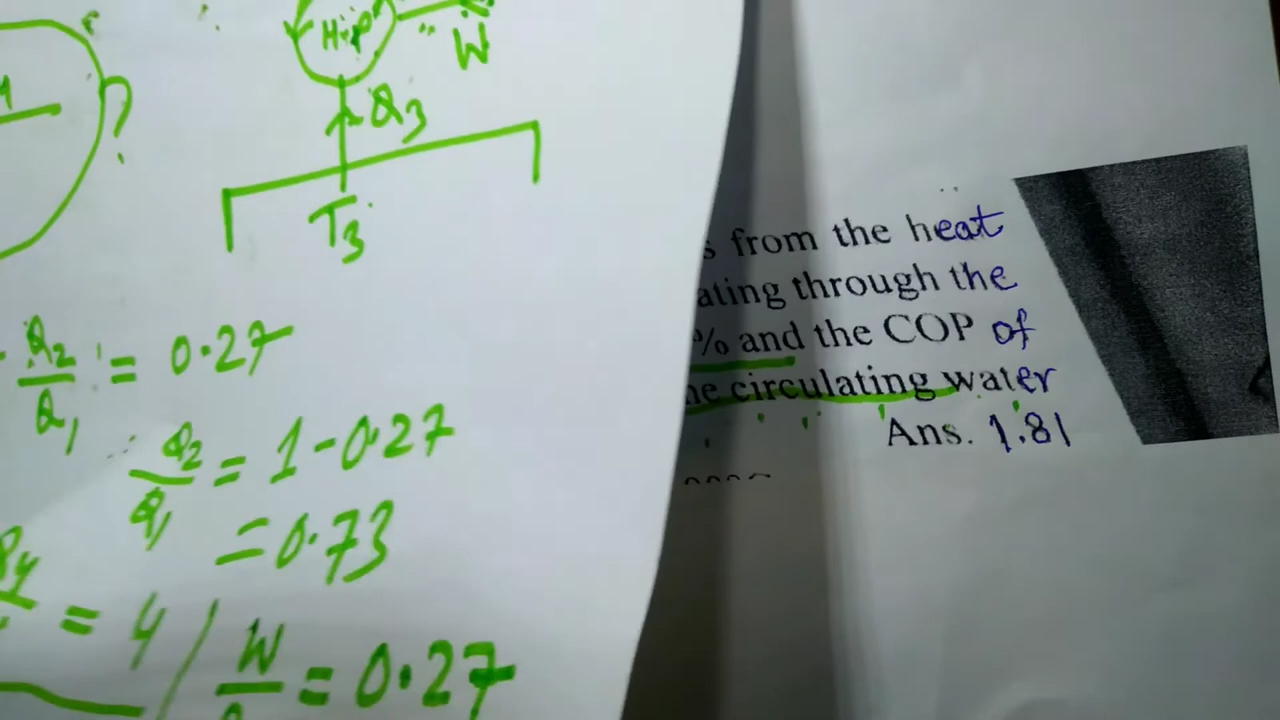 H.p
W
Q3
T3
Q2/Q1 = 0.27
Q2/Q1 = 1-0.27
= 0.73
= 4 / W = 0.27
from the heat
ating through the
% and the COP of
circulating water
Ans. 1.81